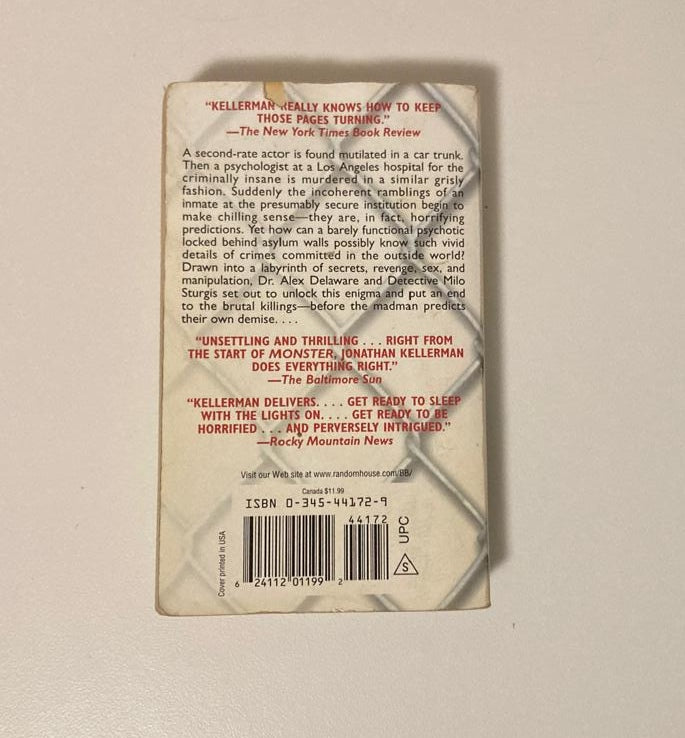 "KELLERMAN REALLY KNOWS HOW TO KEEP
THOSE PAGES TURNING."
—The New York Times Book Review
A second-rate actor is found mutilated in a car trunk.
Then a psychologist at a Los Angeles hospital for the
criminally insane is murdered in a similar grisly
fashion. Suddenly the incoherent ramblings of an
inmate at the presumably secure institution begin to
make chilling sense—they are, in fact, horrifying
predictions. Yet how can a barely functional psychotic
locked behind asylum walls possibly know such vivid
details of crimes committed in the outside world?
Drawn into a labyrinth of secrets, revenge, sex, and
manipulation, Dr. Alex Delaware and Detective Milo
Sturgis set out to unlock this enigma and put an end
to the brutal killings—before the madman predicts
their own demise. . . .
"UNSETTLING AND THRILLING . . . RIGHT FROM
THE START OF MONSTER, JONATHAN KELLERMAN
DOES EVERYTHING RIGHT."
—The Baltimore Sun
"KELLERMAN DELIVERS. . . . GET READY TO SLEEP
WITH THE LIGHTS ON. . . . GET READY TO BE
HORRIFIED . . . AND PERVERSELY INTRIGUED."
—Rocky Mountain News
Visit our Web site at www.randomhouse.com/BB/
Canada $11.99
ISBN 0-345-44172-9
44172
6 24112 01199 2
UPC
S
Cover printed in USA